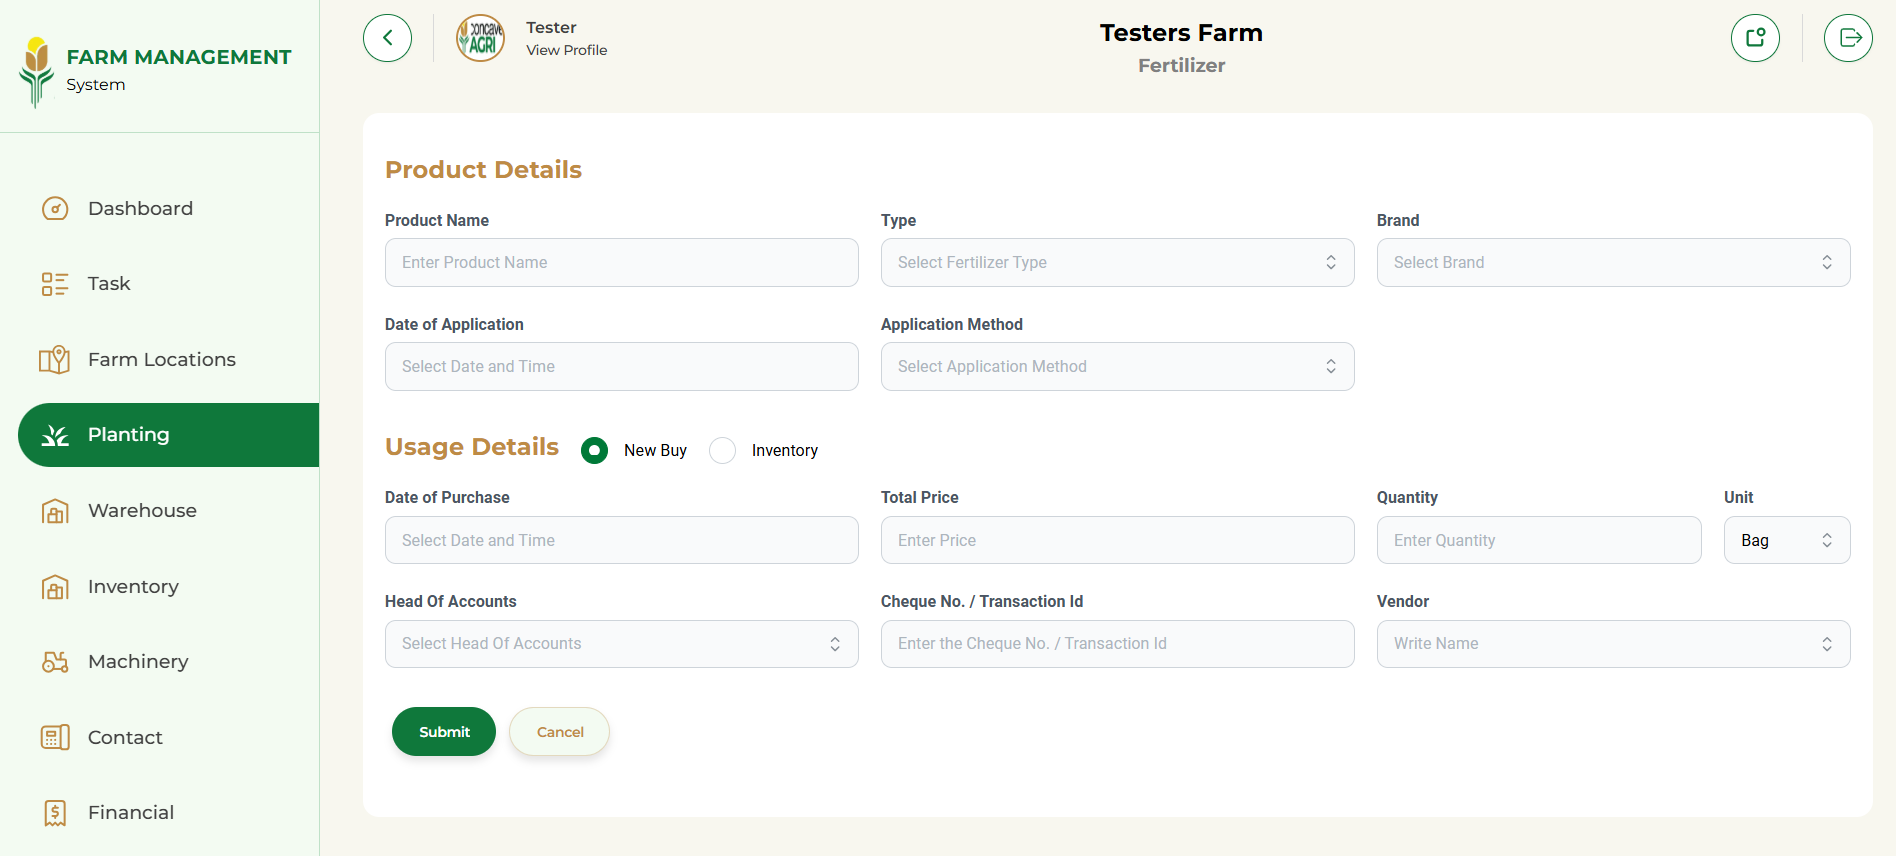 FARM MANAGEMENT
System
Dashboard
Task
Farm Locations
Planting
Warehouse
Inventory
Machinery
Contact
Financial
concave
AGRI
Tester
View Profile
Testers Farm
Fertilizer
Product Details
Product Name
Type
Brand
Enter Product Name
Select Fertilizer Type
Select Brand
Date of Application
Application Method
Select Date and Time
Select Application Method
Usage Details
New Buy
Inventory
Date of Purchase
Total Price
Quantity
Unit
Select Date and Time
Enter Price
Enter Quantity
Bag
Head Of Accounts
Cheque No. / Transaction Id
Vendor
Select Head Of Accounts
Enter the Cheque No. / Transaction Id
Write Name
Submit
Cancel